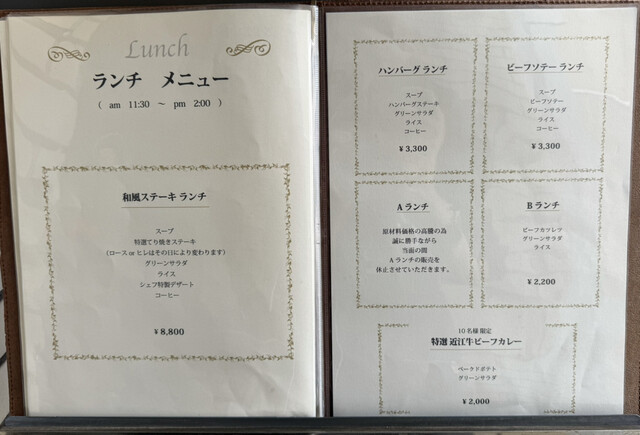 Lunch
ランチ メニュー
( am 11:30 ～ pm 2:00 )
和風ステーキ ランチ
スープ
特選てり焼きステーキ
(ロース or ヒレはその日により変わります)
グリーンサラダ
ライス
シェフ特製デザート
コーヒー
¥8,800
ハンバーグ ランチ
スープ
ハンバーグステーキ
グリーンサラダ
ライス
コーヒー
¥3,300
ビーフソテー ランチ
スープ
ビーフソテー
グリーンサラダ
ライス
コーヒー
¥3,300
A ランチ
原材料価格の高騰の為
誠に勝手ながら
当面の間
A ランチの販売を
休止させていただきます。
B ランチ
ビーフカツレツ
グリーンサラダ
ライス
¥2,200
10名様 限定
特選 近江牛ビーフカレー
ベークドポテト
グリーンサラダ
¥2,000